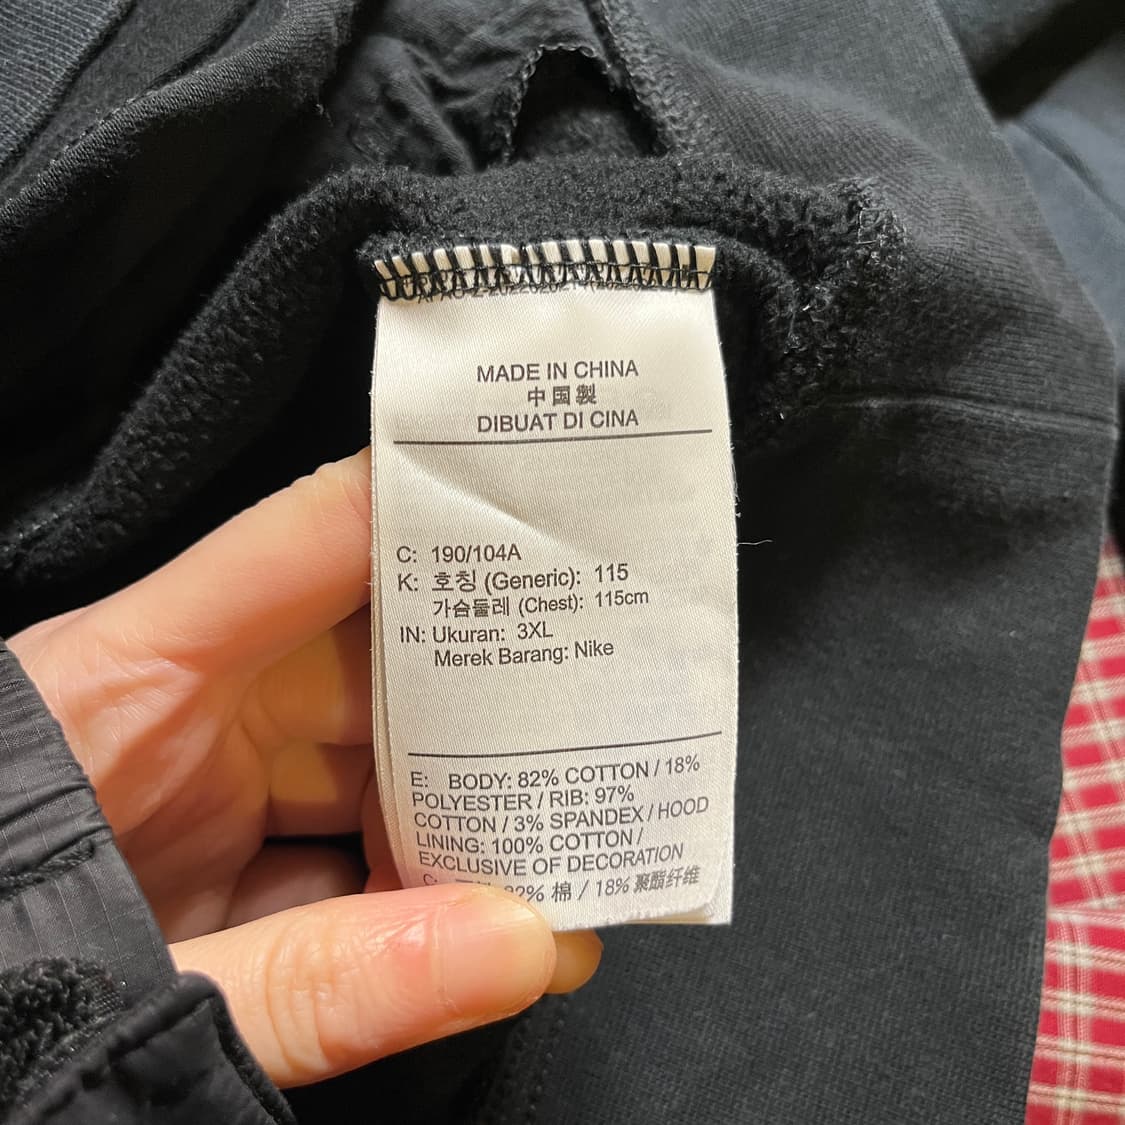 MADE IN CHINA
中国製
DIBUAT DI CINA
C: 190/104A
K: 호칭 (Generic): 115
가슴둘레 (Chest): 115cm
IN: Ukuran: 3XL
Merek Barang: Nike
E: BODY: 82% COTTON / 18%
POLYESTER / RIB: 97%
COTTON / 3% SPANDEX / HOOD
LINING: 100% COTTON /
EXCLUSIVE OF DECORATION
C: 82% 棉 / 18% 聚酯纤维